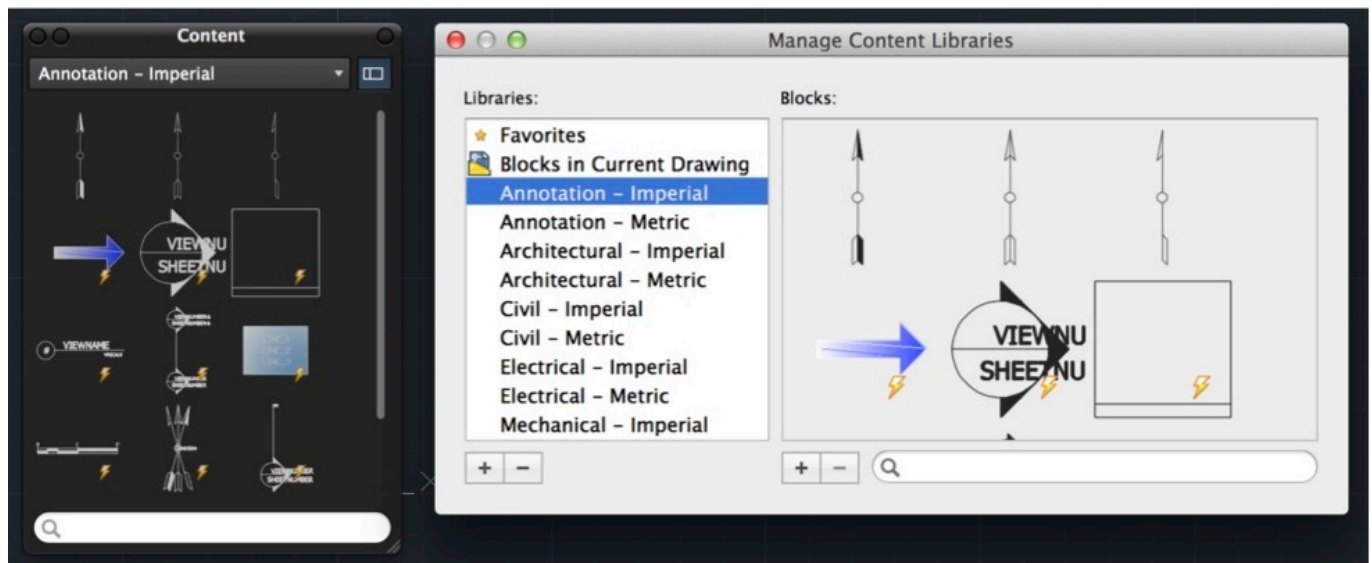 Content
Annotation – Imperial
VIEWNU
SHEETNU
VIEWNAME
Manage Content Libraries
Libraries:
Favorites
Blocks in Current Drawing
Annotation – Imperial
Annotation – Metric
Architectural – Imperial
Architectural – Metric
Civil – Imperial
Civil – Metric
Electrical – Imperial
Electrical – Metric
Mechanical – Imperial
Blocks:
VIEWNU
SHEETNU